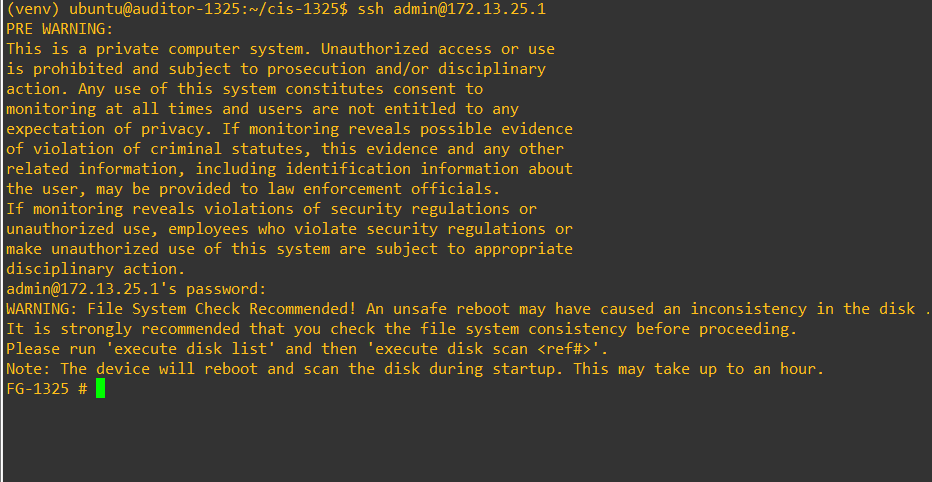 (venv) ubuntu@auditor-1325:~/cis-1325$ ssh admin@172.13.25.1
PRE WARNING:
This is a private computer system. Unauthorized access or use
is prohibited and subject to prosecution and/or disciplinary
action. Any use of this system constitutes consent to
monitoring at all times and users are not entitled to any
expectation of privacy. If monitoring reveals possible evidence
of violation of criminal statutes, this evidence and any other
related information, including identification information about
the user, may be provided to law enforcement officials.
If monitoring reveals violations of security regulations or
unauthorized use, employees who violate security regulations or
make unauthorized use of this system are subject to appropriate
disciplinary action.
admin@172.13.25.1's password:
WARNING: File System Check Recommended! An unsafe reboot may have caused an inconsistency in the disk .
It is strongly recommended that you check the file system consistency before proceeding.
Please run 'execute disk list' and then 'execute disk scan <ref#>'.
Note: The device will reboot and scan the disk during startup. This may take up to an hour.
FG-1325 #